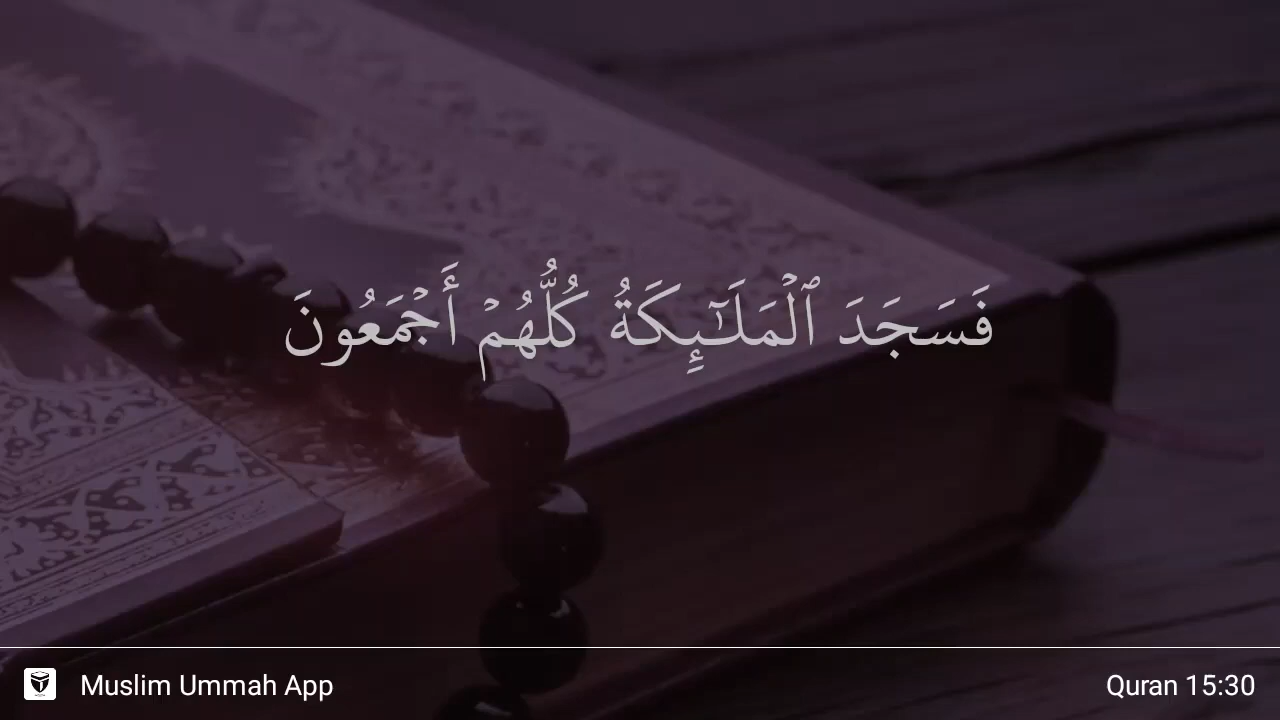 فَسَجَدَ ٱلْمَلَـٰٓئِكَةُ كُلُّهُمْ أَجْمَعُونَ
Muslim Ummah App
Quran 15:30